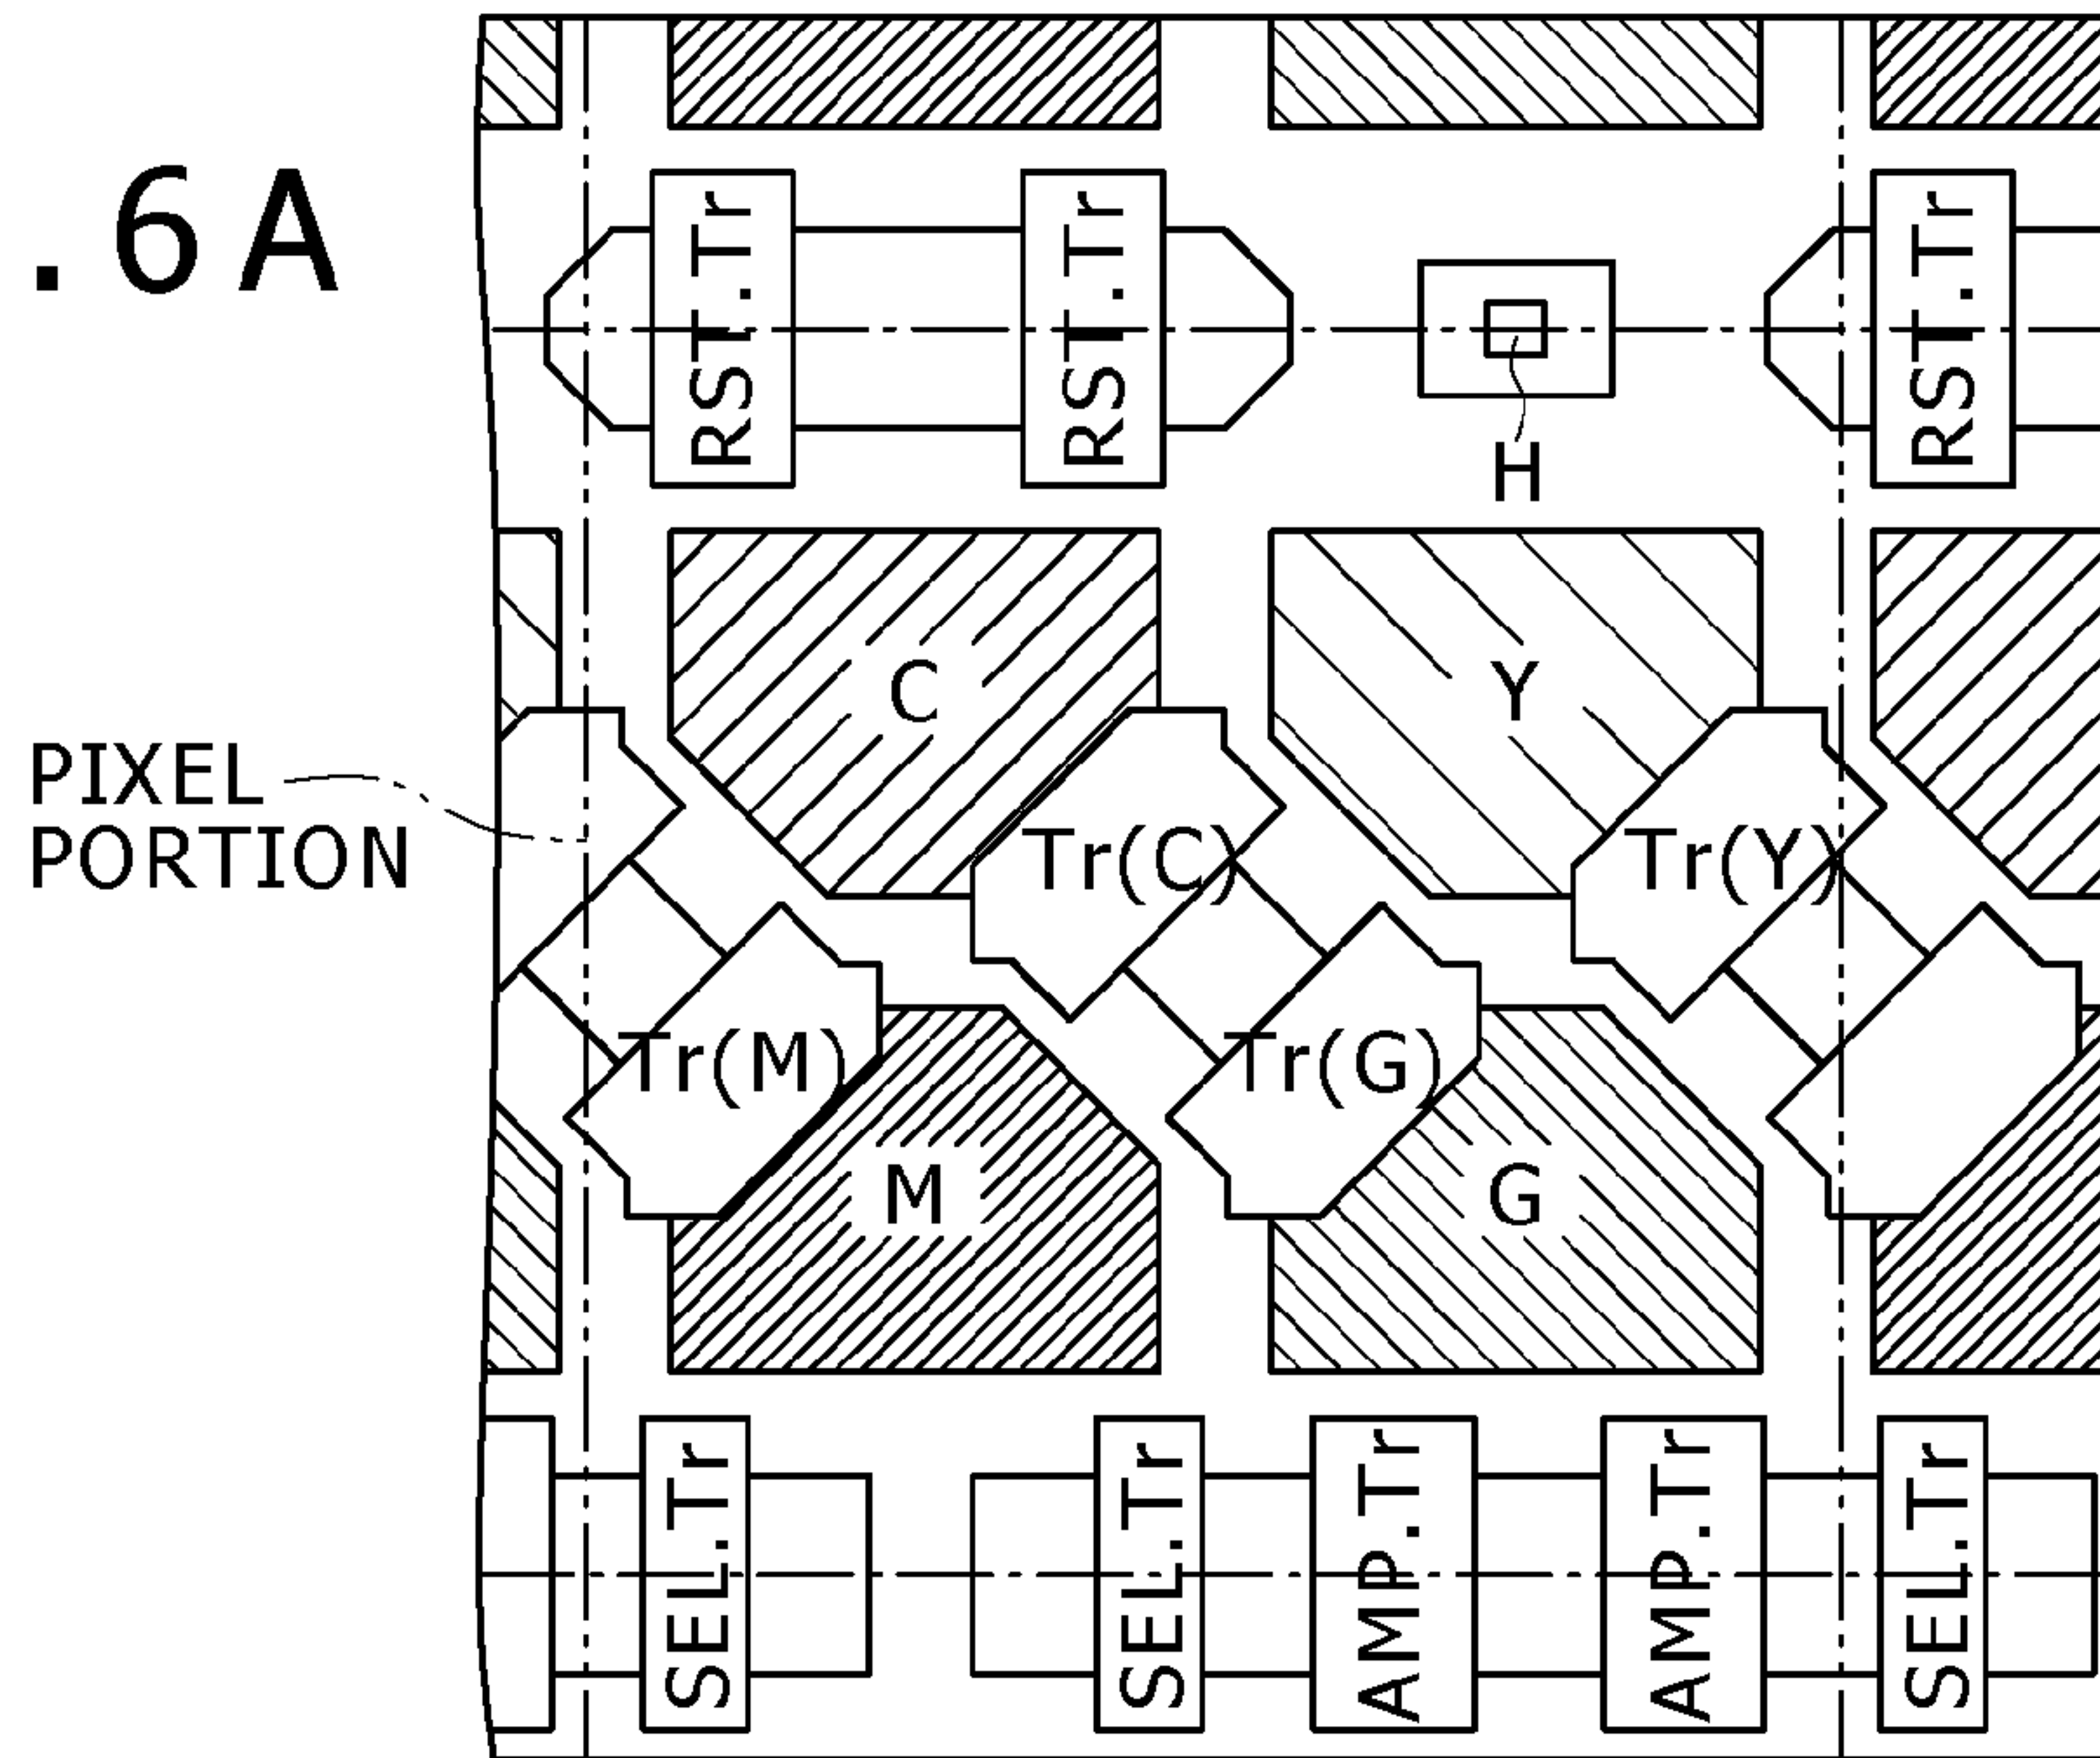 .6A
RST.Tr RST.Tr RST.Tr
H
C Y
PIXEL
PORTION
Tr(C) Tr(Y)
Tr(M) Tr(G)
M G
SEL.Tr SEL.Tr AMP.Tr AMP.Tr SEL.Tr